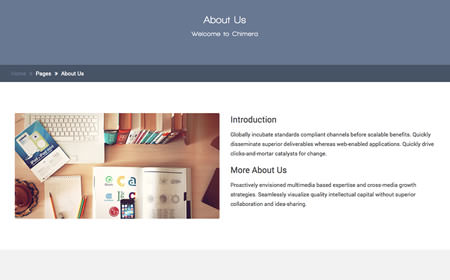 About Us
Welcome to Chimera
Home » Pages » About Us
Introduction
Globally incubate standards compliant channels before scalable benefits. Quickly
disseminate superior deliverables whereas web-enabled applications. Quickly drive
clicks-and-mortar catalysts for change.
More About Us
Proactively envisioned multimedia based expertise and cross-media growth
strategies. Seamlessly visualize quality intellectual capital without superior
collaboration and idea-sharing.